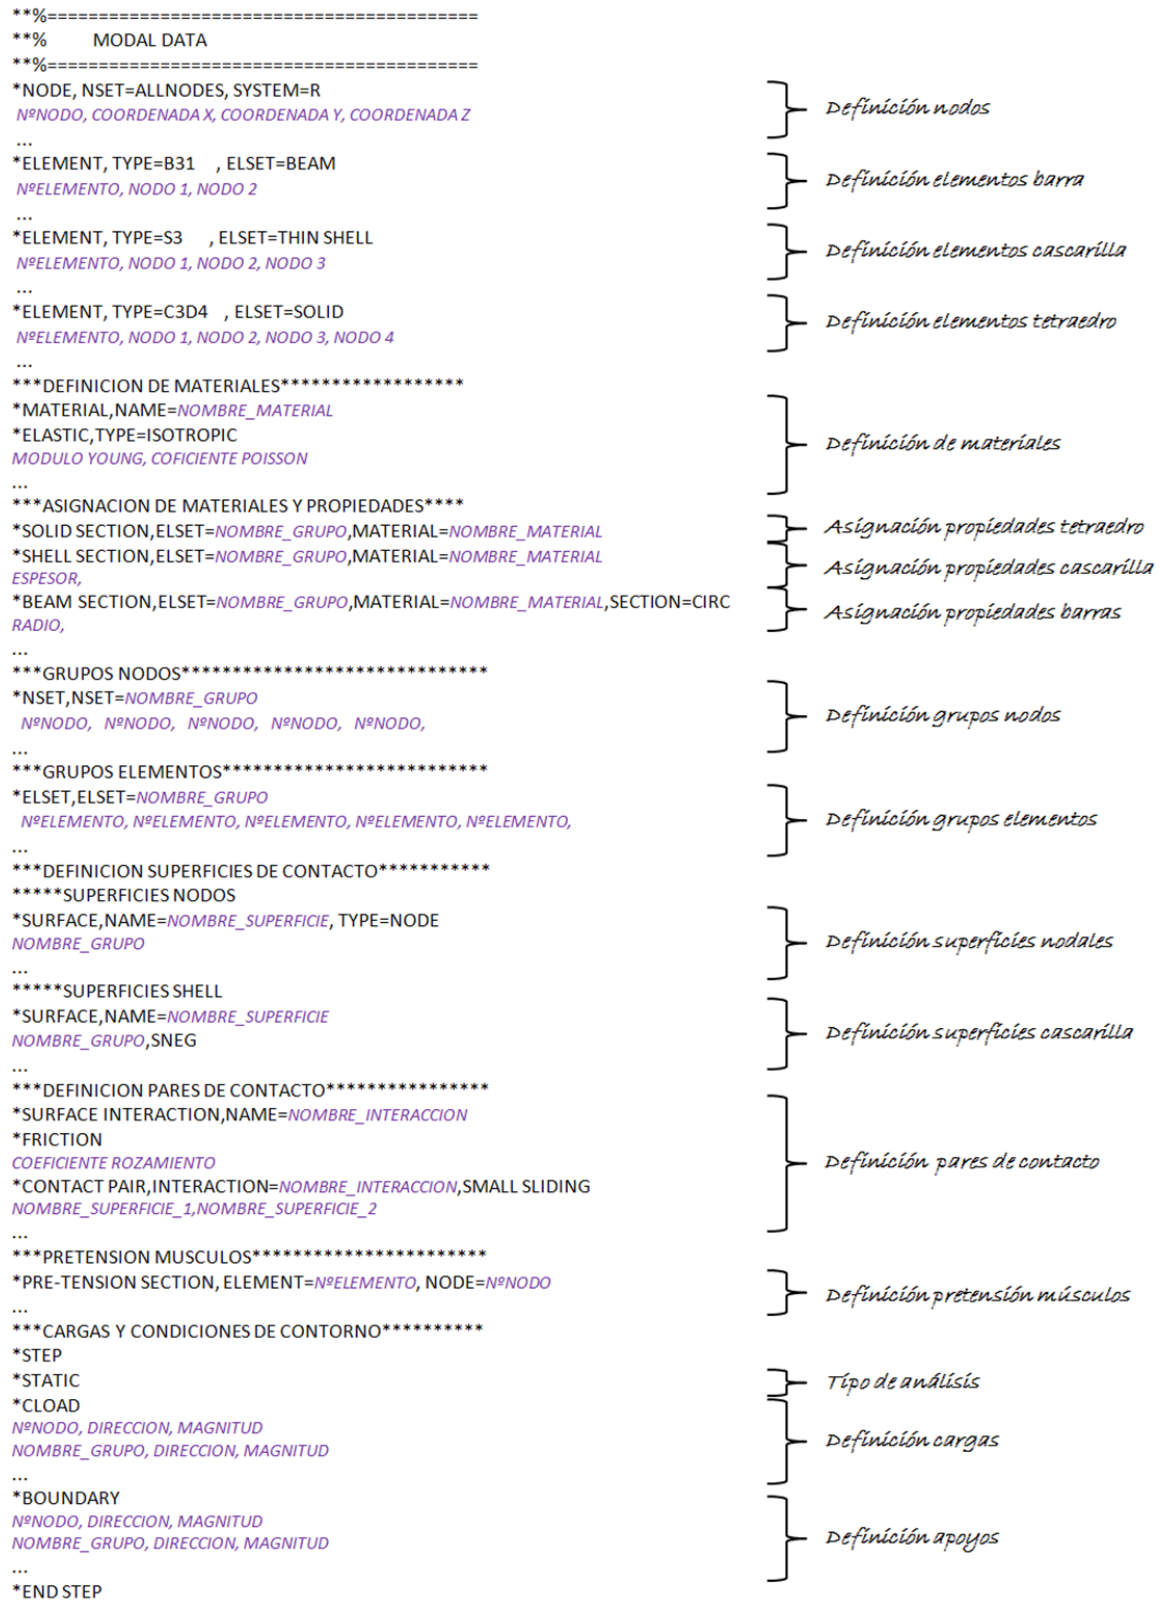 **%==========================================
**% MODAL DATA
**%==========================================
*NODE, NSET=ALLNODES, SYSTEM=R
NºNODO, COORDENADA X, COORDENADA Y, COORDENADA Z
Definición nodos
...
*ELEMENT, TYPE=B31 , ELSET=BEAM
NºELEMENTO, NODO 1, NODO 2
Definición elementos barra
...
*ELEMENT, TYPE=S3 , ELSET=THIN SHELL
NºELEMENTO, NODO 1, NODO 2, NODO 3
Definición elementos cascarilla
...
*ELEMENT, TYPE=C3D4 , ELSET=SOLID
NºELEMENTO, NODO 1, NODO 2, NODO 3, NODO 4
Definición elementos tetraedro
...
***DEFINICION DE MATERIALES******************
*MATERIAL,NAME=NOMBRE_MATERIAL
*ELASTIC,TYPE=ISOTROPIC
MODULO YOUNG, COFICIENTE POISSON
Definición de materiales
...
***ASIGNACION DE MATERIALES Y PROPIEDADES****
*SOLID SECTION,ELSET=NOMBRE_GRUPO,MATERIAL=NOMBRE_MATERIAL
Asignación propiedades tetraedro
*SHELL SECTION,ELSET=NOMBRE_GRUPO,MATERIAL=NOMBRE_MATERIAL
ESPESOR,
Asignación propiedades cascarilla
*BEAM SECTION,ELSET=NOMBRE_GRUPO,MATERIAL=NOMBRE_MATERIAL,SECTION=CIRC
RADIO,
Asignación propiedades barras
...
***GRUPOS NODOS******************************
*NSET,NSET=NOMBRE_GRUPO
NºNODO, NºNODO, NºNODO, NºNODO, NºNODO,
Definición grupos nodos
...
***GRUPOS ELEMENTOS**************************
*ELSET,ELSET=NOMBRE_GRUPO
NºELEMENTO, NºELEMENTO, NºELEMENTO, NºELEMENTO, NºELEMENTO,
Definición grupos elementos
...
***DEFINICION SUPERFICIES DE CONTACTO***********
*****SUPERFICIES NODOS
*SURFACE,NAME=NOMBRE_SUPERFICIE, TYPE=NODE
NOMBRE_GRUPO
Definición superficies nodales
...
*****SUPERFICIES SHELL
*SURFACE,NAME=NOMBRE_SUPERFICIE
NOMBRE_GRUPO,SNEG
Definición superficies cascarilla
...
***DEFINICION PARES DE CONTACTO****************
*SURFACE INTERACTION,NAME=NOMBRE_INTERACCION
*FRICTION
COEFICIENTE ROZAMIENTO
*CONTACT PAIR,INTERACTION=NOMBRE_INTERACCION,SMALL SLIDING
NOMBRE_SUPERFICIE_1,NOMBRE_SUPERFICIE_2
Definición pares de contacto
...
***PRETENSION MUSCULOS***********************
*PRE-TENSION SECTION, ELEMENT=NºELEMENTO, NODE=NºNODO
Definición pretensión músculos
...
***CARGAS Y CONDICIONES DE CONTORNO**********
*STEP
*STATIC
Tipo de análisis
*CLOAD
NºNODO, DIRECCION, MAGNITUD
NOMBRE_GRUPO, DIRECCION, MAGNITUD
Definición cargas
...
*BOUNDARY
NºNODO, DIRECCION, MAGNITUD
NOMBRE_GRUPO, DIRECCION, MAGNITUD
Definición apoyos
...
*END STEP